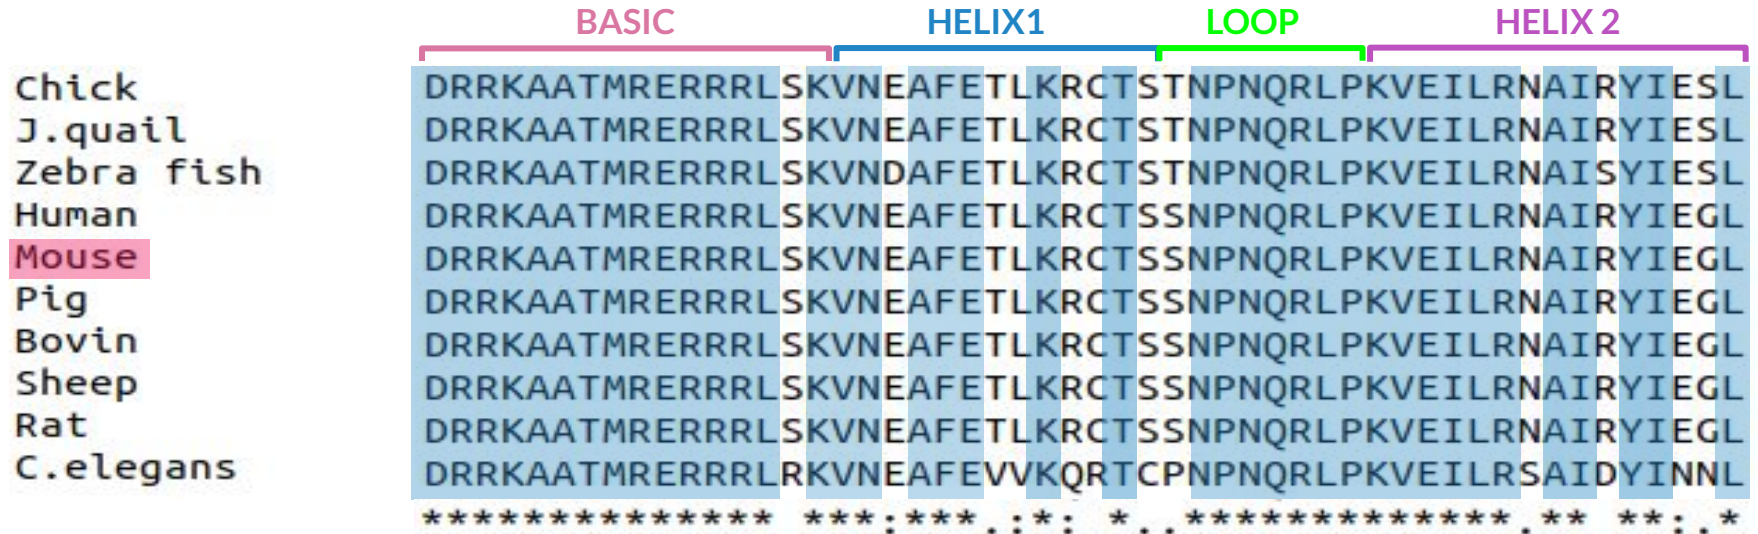 BASIC HELIX1 LOOP HELIX 2
Chick DRRKAATMRERRRLSKVNEAFETLKRCTSTNPNQRLPKVEILRNAIRYIESL
J.quail DRRKAATMRERRRLSKVNEAFETLKRCTSTNPNQRLPKVEILRNAIRYIESL
Zebra fish DRRKAATMRERRRLSKVNDAFETLKRCTSTNPNQRLPKVEILRNAISYIESL
Human DRRKAATMRERRRLSKVNEAFETLKRCTSSNPNQRLPKVEILRNAIRYIEGL
Mouse DRRKAATMRERRRLSKVNEAFETLKRCTSSNPNQRLPKVEILRNAIRYIEGL
Pig DRRKAATMRERRRLSKVNEAFETLKRCTSSNPNQRLPKVEILRNAIRYIEGL
Bovin DRRKAATMRERRRLSKVNEAFETLKRCTSSNPNQRLPKVEILRNAIRYIEGL
Sheep DRRKAATMRERRRLSKVNEAFETLKRCTSSNPNQRLPKVEILRNAIRYIEGL
Rat DRRKAATMRERRRLSKVNEAFETLKRCTSSNPNQRLPKVEILRNAIRYIEGL
C.elegans DRRKAATMRERRRLRKVNEAFEVVKQRTCPNPNQRLPKVEILRSAIDYINNL
************** ***:***.:*: *..*************.** **:.*